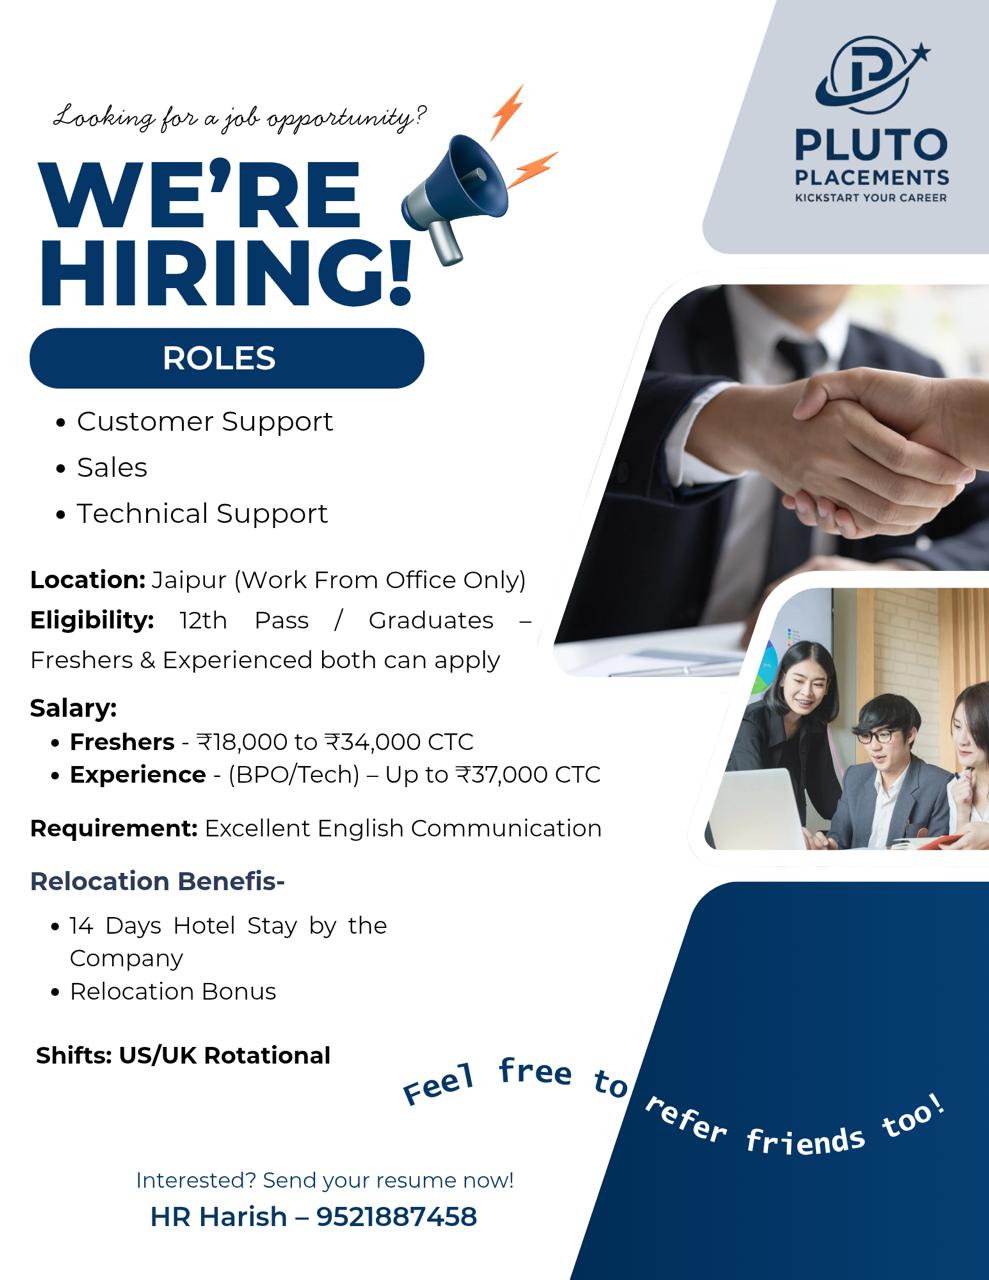 Looking for a job opportunity?
WE’RE
HIRING!
PLUTO
PLACEMENTS
KICKSTART YOUR CAREER
ROLES
• Customer Support
• Sales
• Technical Support
Location: Jaipur (Work From Office Only)
Eligibility: 12th Pass / Graduates –
Freshers & Experienced both can apply
Salary:
• Freshers - ₹18,000 to ₹34,000 CTC
• Experience - (BPO/Tech) – Up to ₹37,000 CTC
Requirement: Excellent English Communication
Relocation Benefis-
• 14 Days Hotel Stay by the
Company
• Relocation Bonus
Shifts: US/UK Rotational
Feel free to refer friends too!
Interested? Send your resume now!
HR Harish – 9521887458